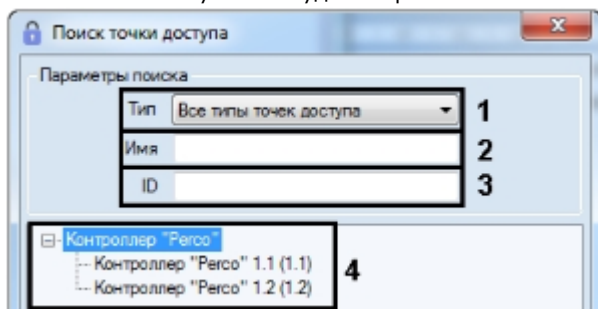 Поиск точки доступа
Параметры поиска
Тип Все типы точек доступа 1
Имя 2
ID 3
Контроллер "Perco"
Контроллер "Perco" 1.1 (1.1)
4
Контроллер "Perco" 1.2 (1.2)